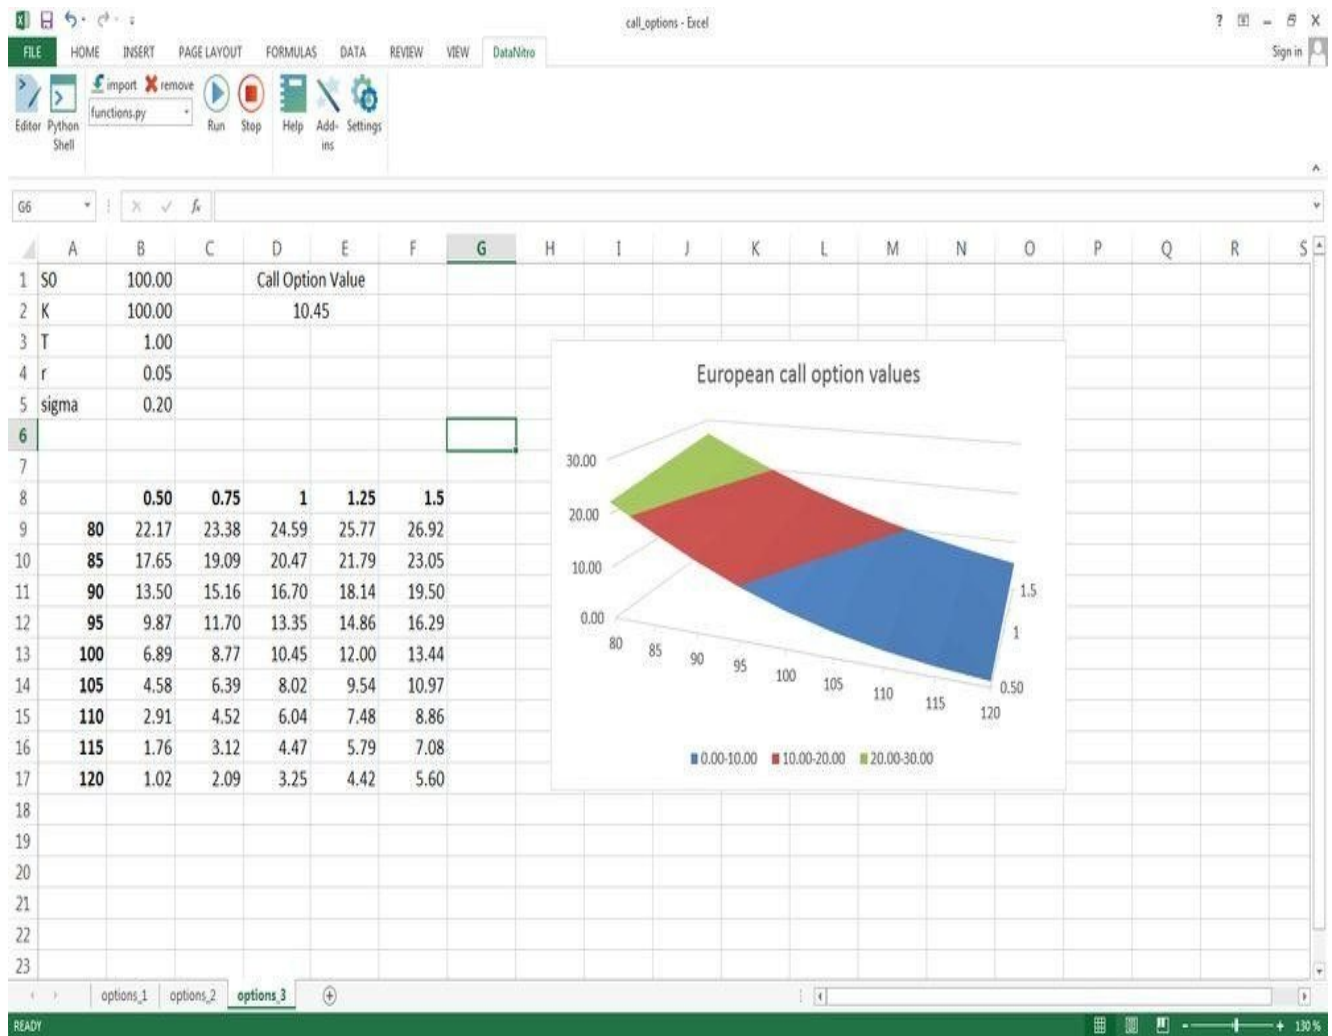 call_options - Excel
?
FILE HOME INSERT PAGE LAYOUT FORMULAS DATA REVIEW VIEW DataNitro Sign in
import remove
functions.py
Editor Python Shell Run Stop Help Add-ins Settings
G6 fx
A B C D E F G H I J K L M N O P Q R S
1 S0 100.00 Call Option Value
2 K 100.00 10.45
3 T 1.00
4 r 0.05
5 sigma 0.20
6
7
8 0.50 0.75 1 1.25 1.5
9 80 22.17 23.38 24.59 25.77 26.92
10 85 17.65 19.09 20.47 21.79 23.05
11 90 13.50 15.16 16.70 18.14 19.50
12 95 9.87 11.70 13.35 14.86 16.29
13 100 6.89 8.77 10.45 12.00 13.44
14 105 4.58 6.39 8.02 9.54 10.97
15 110 2.91 4.52 6.04 7.48 8.86
16 115 1.76 3.12 4.47 5.79 7.08
17 120 1.02 2.09 3.25 4.42 5.60
18
19
20
21
22
23
European call option values
30.00
20.00
10.00
0.00
80 85 90 95 100 105 110 115 120
1.5
1
0.50
0.00-10.00 10.00-20.00 20.00-30.00
options_1 options_2 options_3
READY 130%